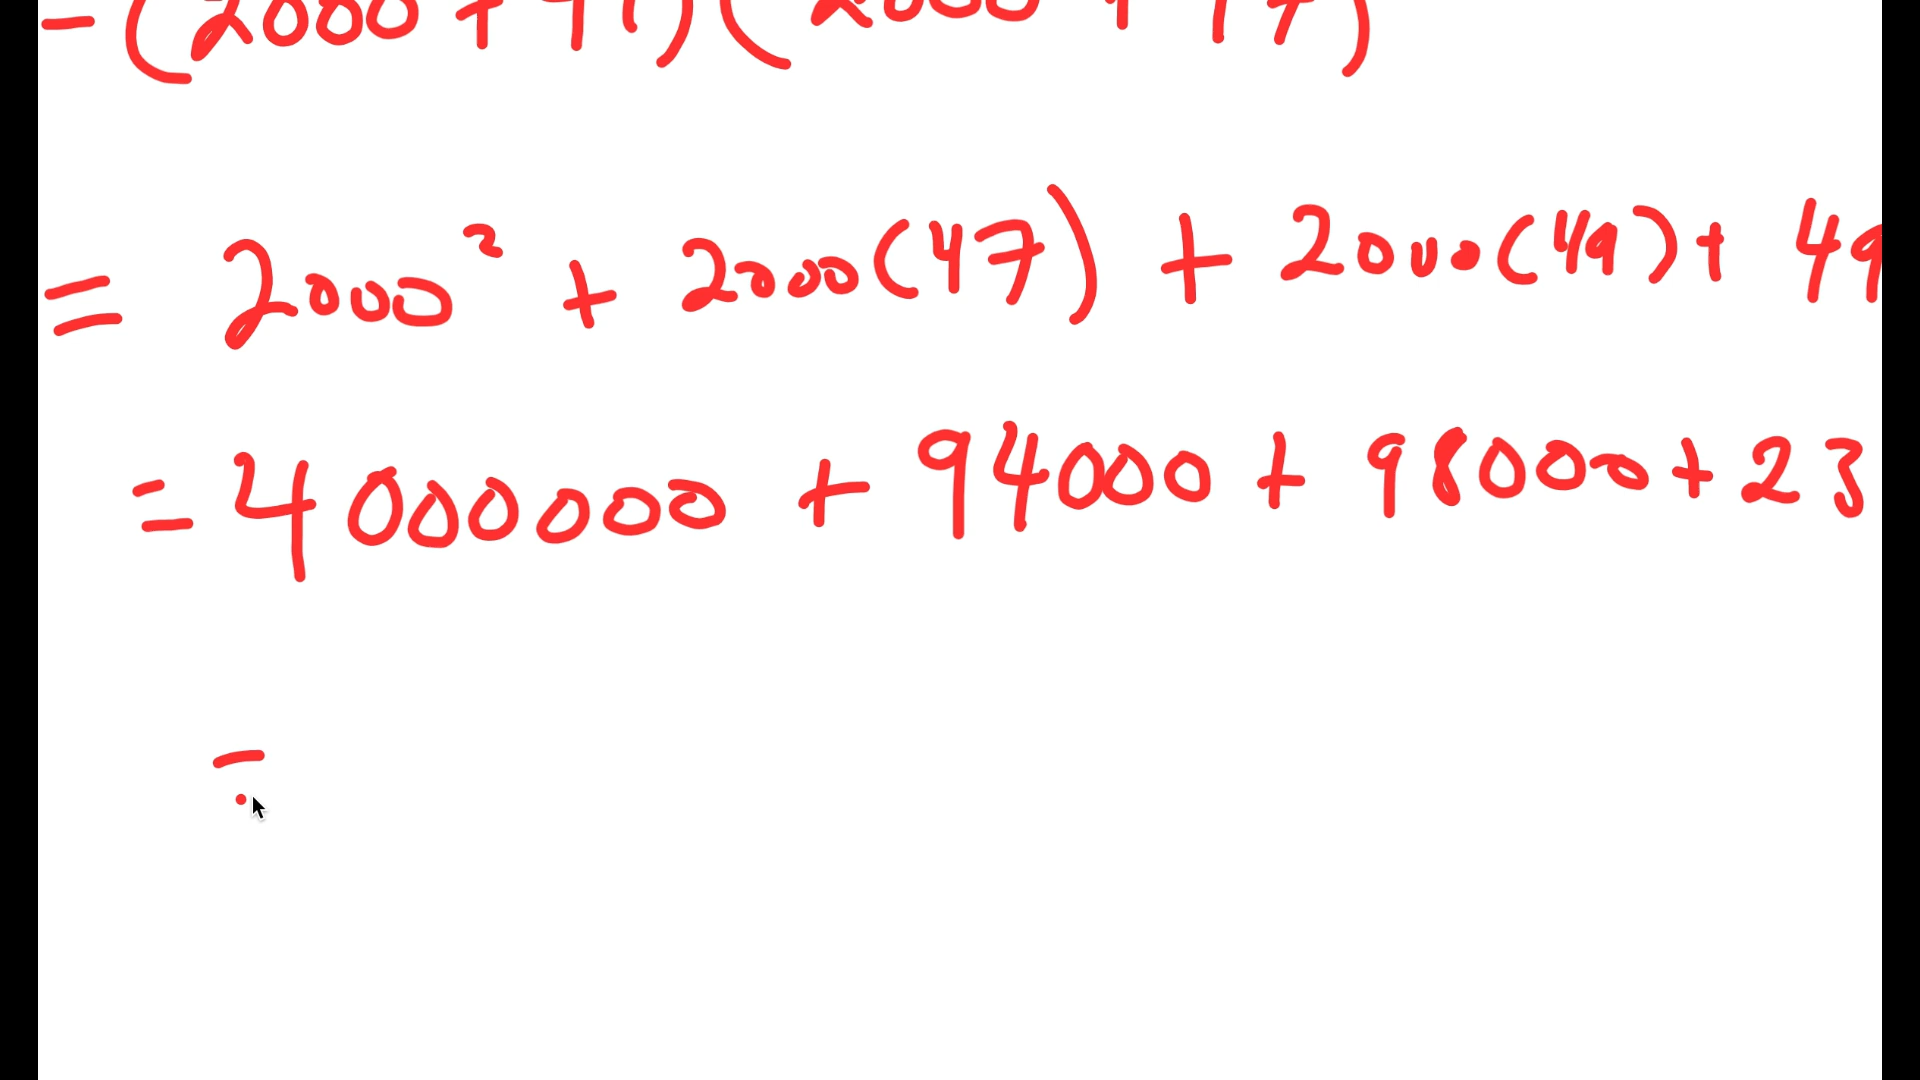 = 2000² + 2000(47) + 2000(49) + 49
= 4000000 + 94000 + 98000 + 23
=